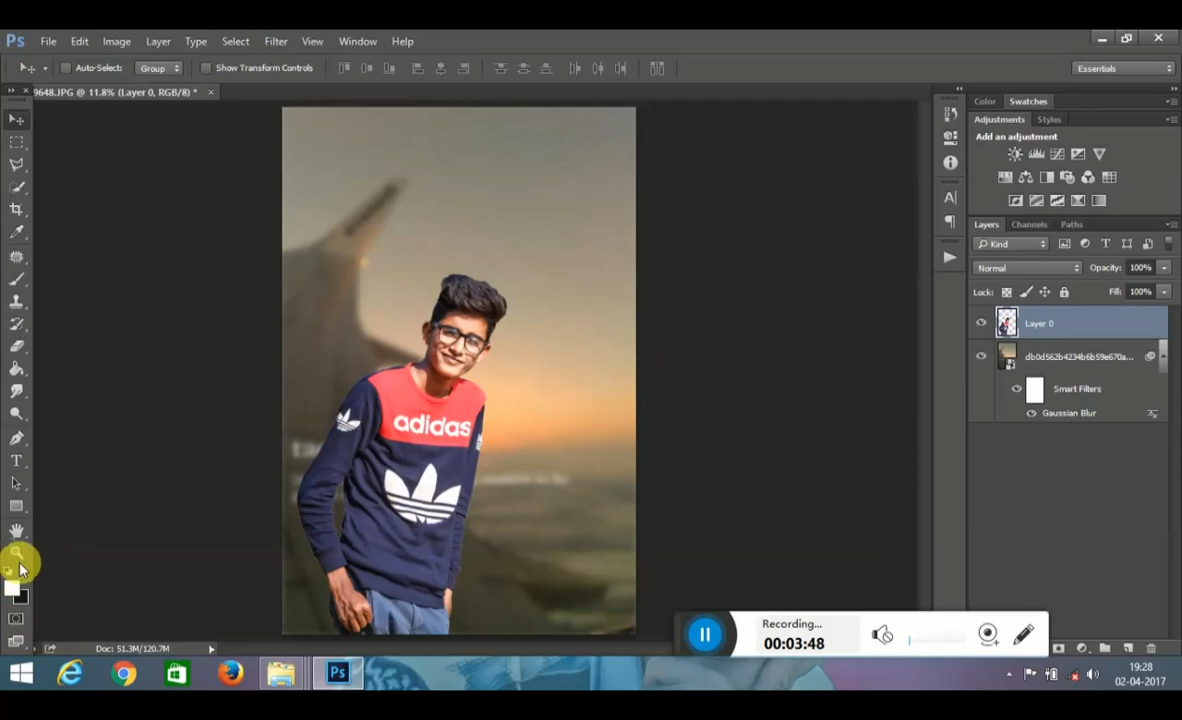 Ps File Edit Image Layer Select Type Filter View Window Help
Auto-Select: Group Show Transform Controls Essentials
9648.JPG @ 11.8% (Layer 0, RGB/8) *
Color Swatches
Adjustments Styles
Add an adjustment
Layers Channels Paths
Kind
Normal Opacity: 100%
Lock: Fill: 100%
Layer 0
db0d562b4234b6b59e670a...
Smart Filters
Gaussian Blur
adidas
Recording...
00:03:48
Doc: 51.3M/120.7M
Ps
19:28
02-04-2017